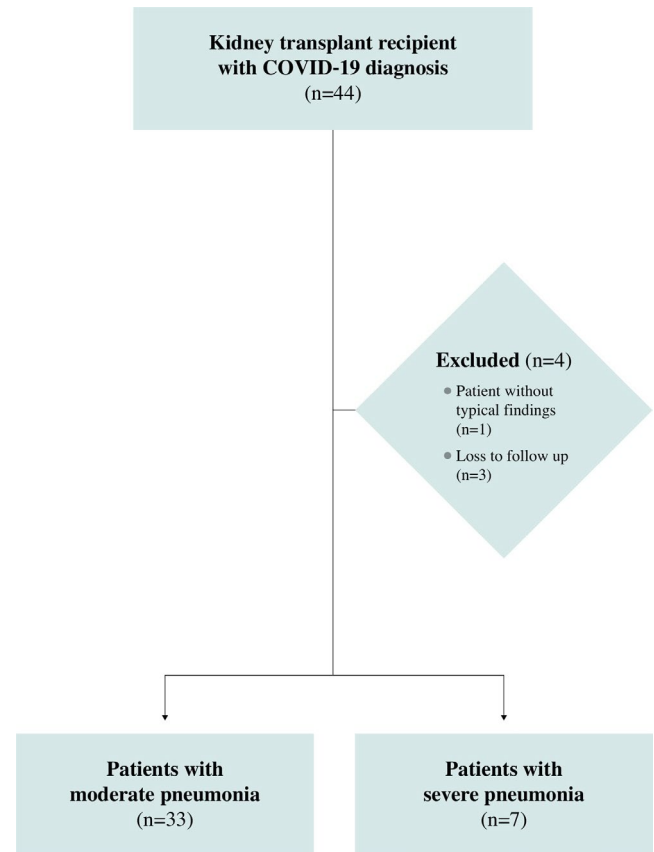 Kidney transplant recipient
with COVID-19 diagnosis
(n=44)
Excluded (n=4)
Patient without
typical findings
(n=1)
Loss to follow up
(n=3)
Patients with
moderate pneumonia
(n=33)
Patients with
severe pneumonia
(n=7)